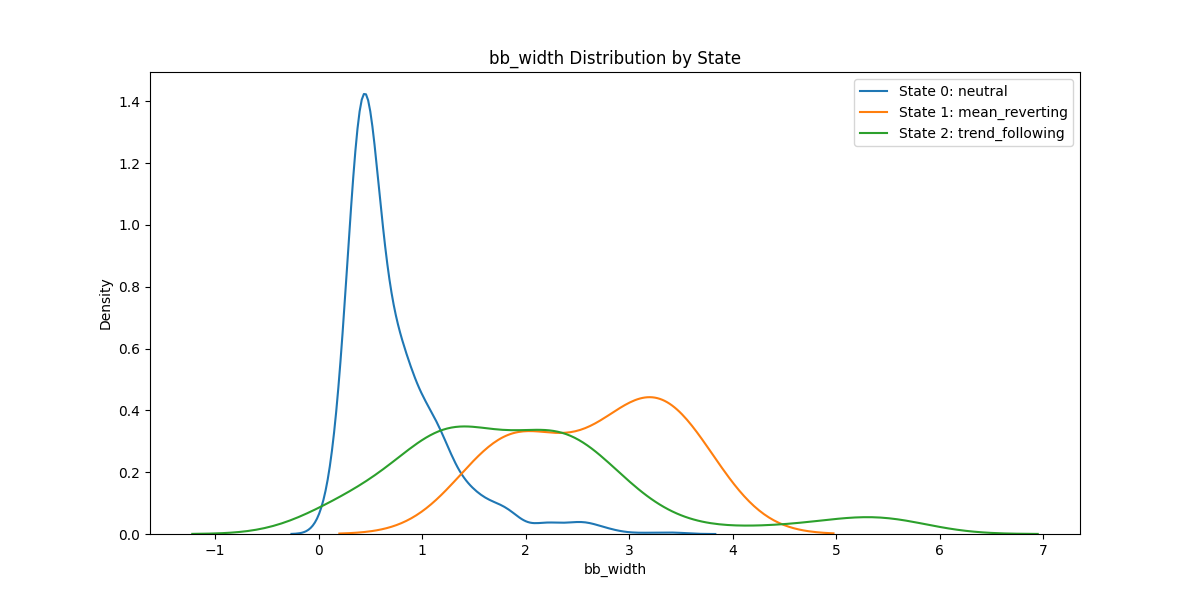 bb_width Distribution by State
State 0: neutral
State 1: mean_reverting
State 2: trend_following
Density
1.4
1.2
1.0
0.8
0.6
0.4
0.2
0.0
−1 0 1 2 3 4 5 6 7
bb_width